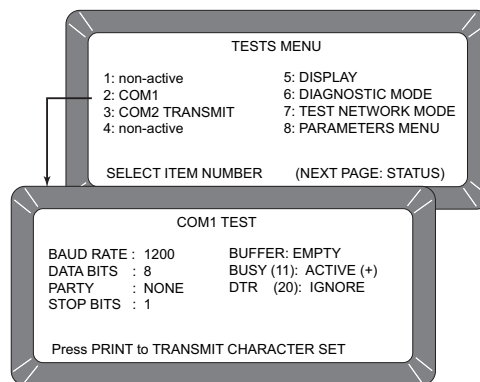 TESTS MENU
1: non-active 5: DISPLAY
2: COM1 6: DIAGNOSTIC MODE
3: COM2 TRANSMIT 7: TEST NETWORK MODE
4: non-active 8: PARAMETERS MENU
SELECT ITEM NUMBER (NEXT PAGE: STATUS)
COM1 TEST
BAUD RATE : 1200 BUFFER: EMPTY
DATA BITS : 8 BUSY (11): ACTIVE (+)
PARTY : NONE DTR (20): IGNORE
STOP BITS : 1
Press PRINT to TRANSMIT CHARACTER SET